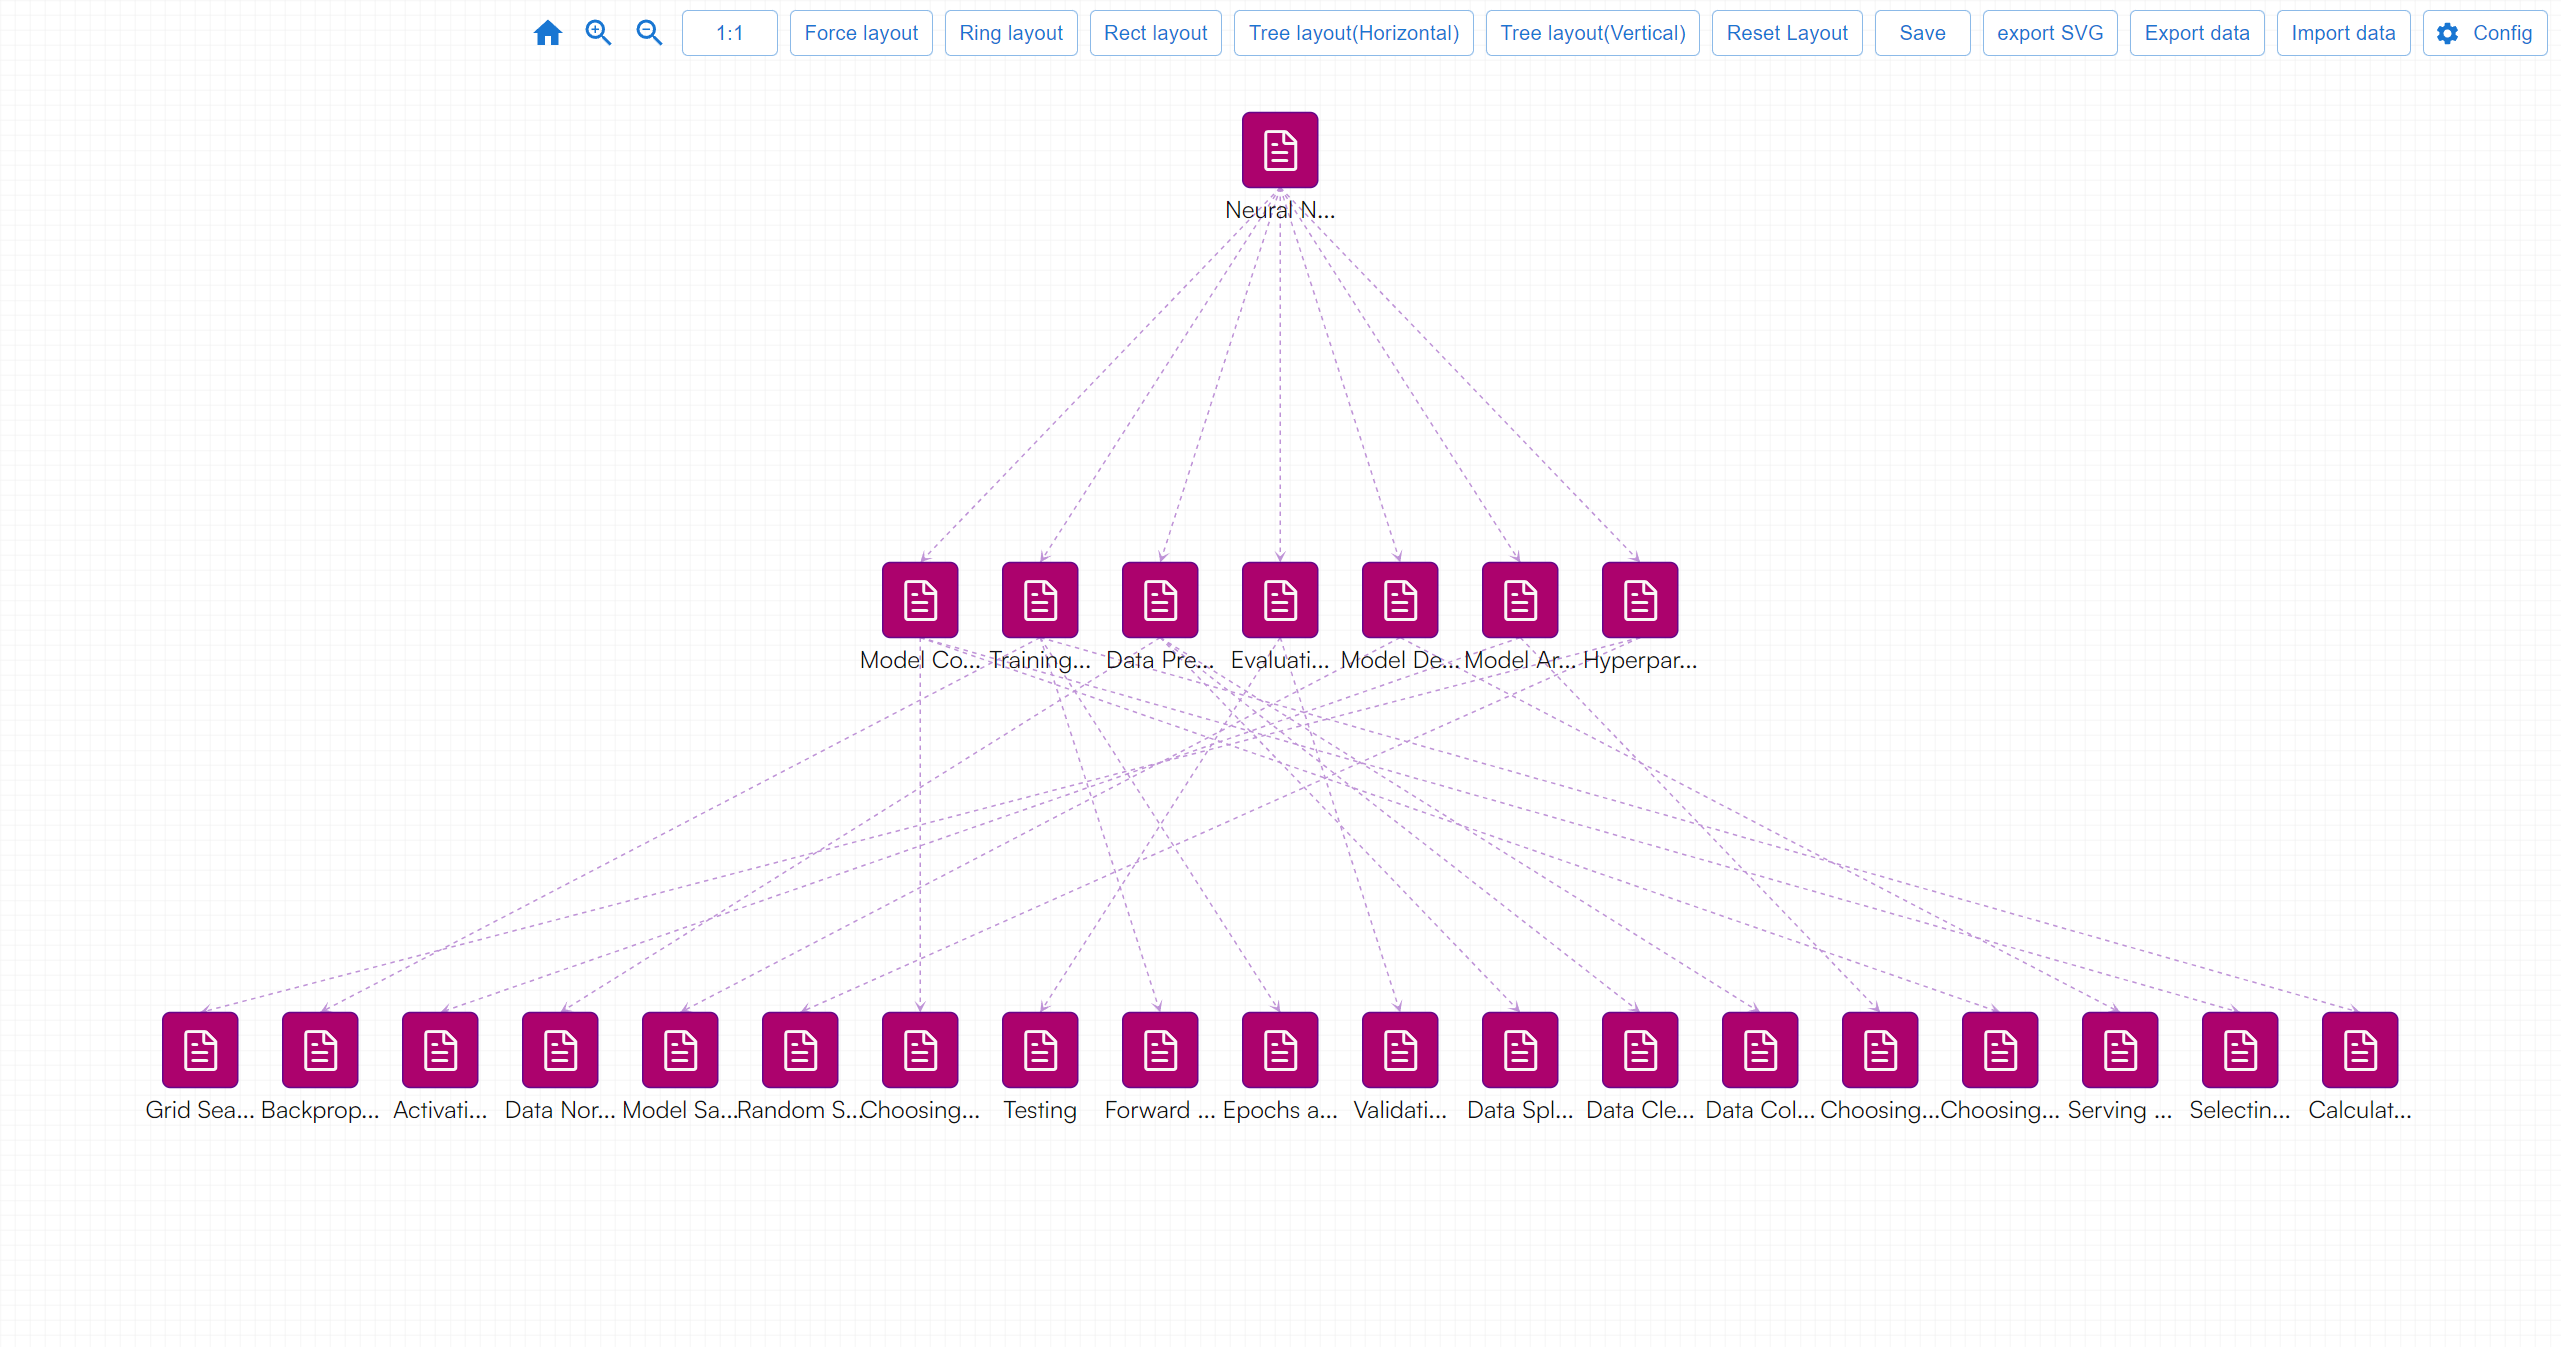 1:1
Force layout
Ring layout
Rect layout
Tree layout(Horizontal)
Tree layout(Vertical)
Reset Layout
Save
export SVG
Export data
Import data
Config
Neural N...
Model Co...
Training...
Data Pre...
Evaluati...
Model De...
Model Ar...
Hyperpar...
Grid Sea...
Backprop...
Activati...
Data Nor...
Model Sa...
Random S...
Choosing...
Testing
Forward ...
Epochs a...
Validati...
Data Spl...
Data Cle...
Data Col...
Choosing...
Choosing...
Serving ...
Selectin...
Calculat...